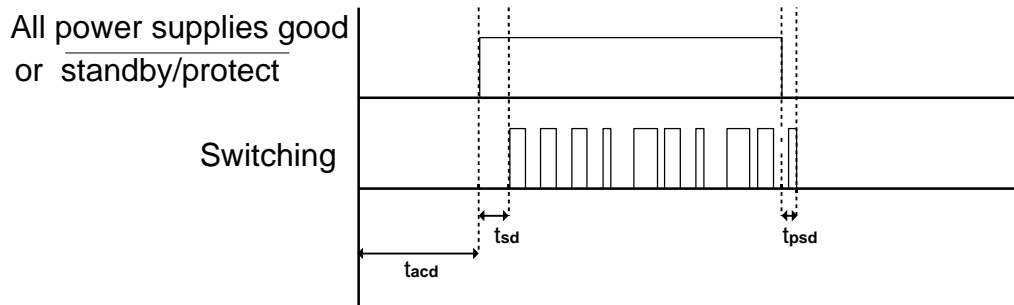 All power supplies good
or standby/protect
Switching
tsd
tpsd
tacd